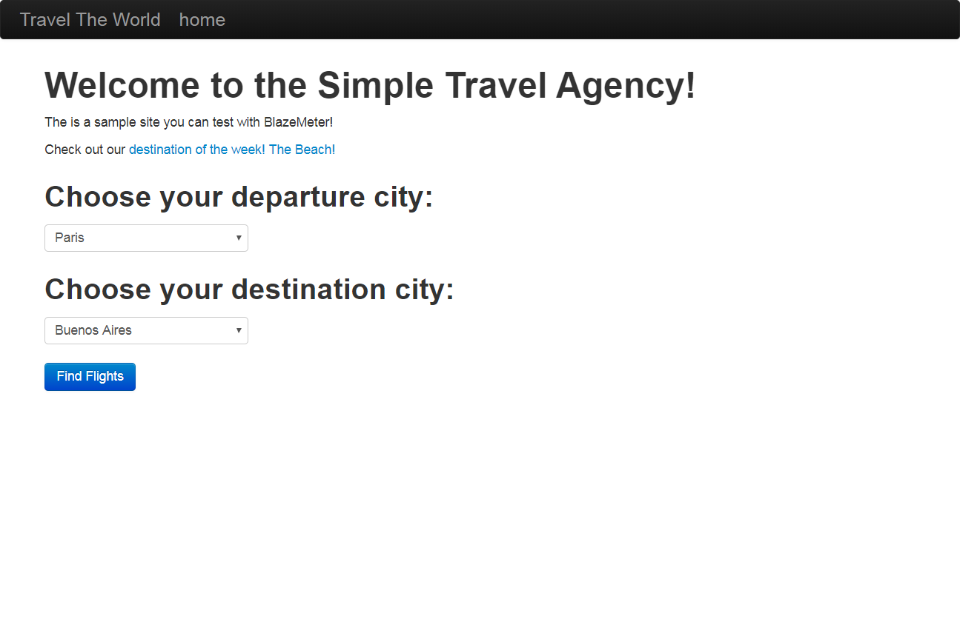 Travel The World home
Welcome to the Simple Travel Agency!
The is a sample site you can test with BlazeMeter!
Check out our destination of the week! The Beach!
Choose your departure city:
Paris
Choose your destination city:
Buenos Aires
Find Flights